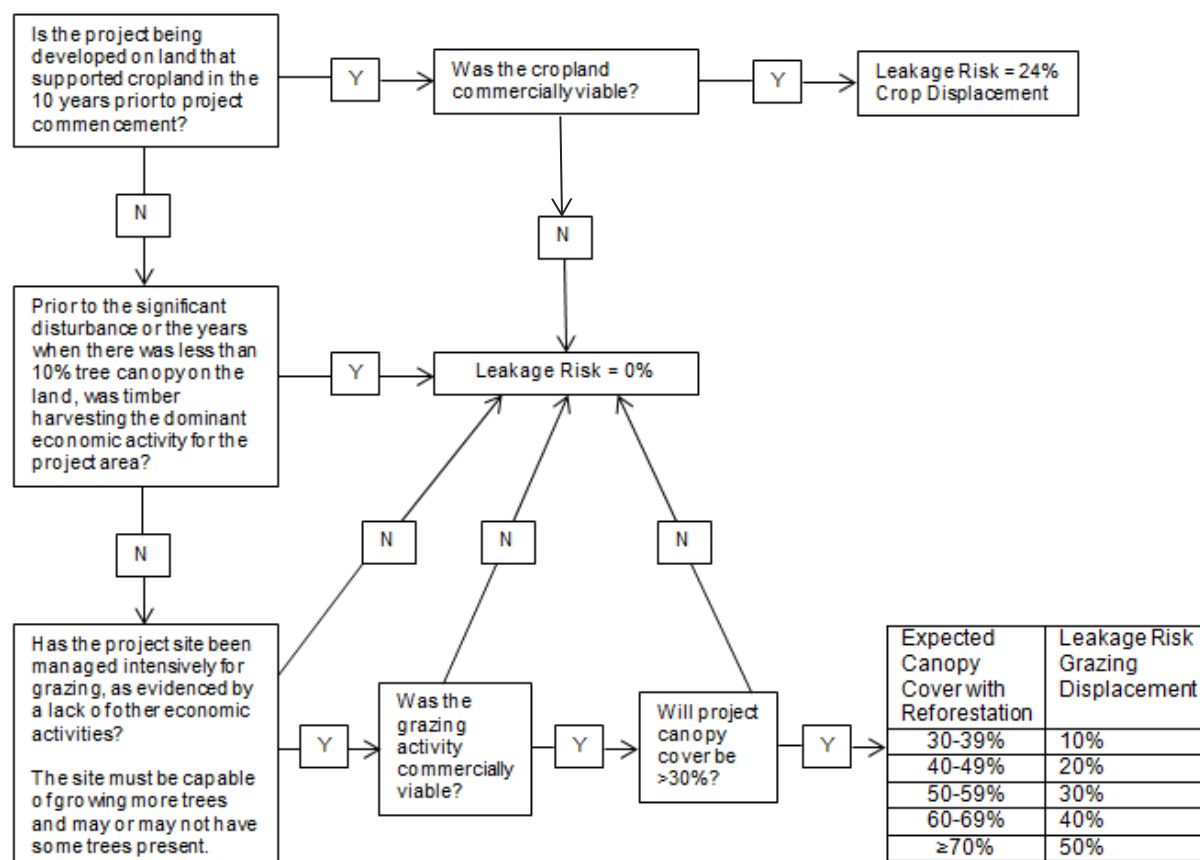 Is the project being
developed on land that
supported cropland in the
10 years prior to project
commencement?
Y
Was the cropland
commercially viable?
Y
Leakage Risk = 24%
Crop Displacement
N
N
Prior to the significant
disturbance or the years
when there was less than
10% tree canopy on the
land, was timber
harvesting the dominant
economic activity for the
project area?
Y
Leakage Risk = 0%
N
N
N
N
Has the project site been
managed intensively for
grazing, as evidenced by
a lack of other economic
activities?
The site must be capable
of growing more trees
and may or may not have
some trees present.
Y
Was the
grazing
activity
commercially
viable?
Y
Will project
canopy
cover be
>30%?
Y
Expected
Canopy
Cover with
Reforestation
Leakage Risk
Grazing
Displacement
30-39% 10%
40-49% 20%
50-59% 30%
60-69% 40%
≥70% 50%